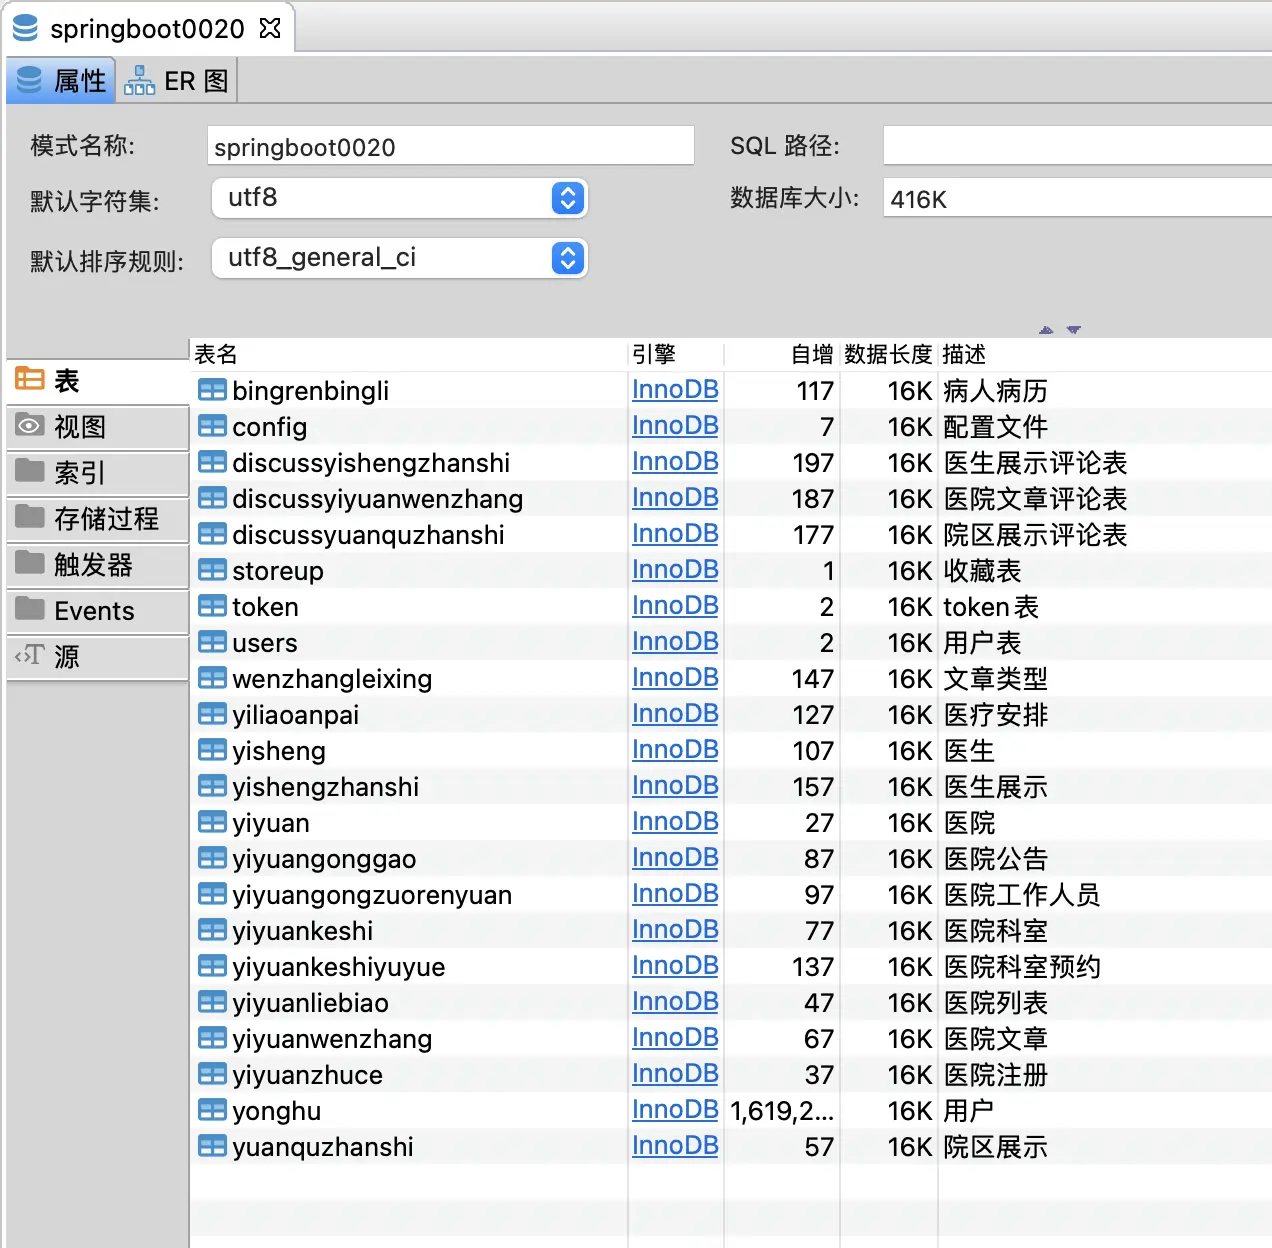 springboot0020
属性 ER 图
模式名称: springboot0020 SQL 路径:
默认字符集: utf8 数据库大小: 416K
默认排序规则: utf8_general_ci
表
视图
索引
存储过程
触发器
Events
源
表名 引擎 自增 数据长度 描述
bingrenbingli InnoDB 117 16K 病人病历
config InnoDB 7 16K 配置文件
discussyishengzhanshi InnoDB 197 16K 医生展示评论表
discussyiyuanwenzhang InnoDB 187 16K 医院文章评论表
discussyuanquzhanshi InnoDB 177 16K 院区展示评论表
storeup InnoDB 1 16K 收藏表
token InnoDB 2 16K token表
users InnoDB 2 16K 用户表
wenzhangleixing InnoDB 147 16K 文章类型
yiliaoanpai InnoDB 127 16K 医疗安排
yisheng InnoDB 107 16K 医生
yishengzhanshi InnoDB 157 16K 医生展示
yiyuan InnoDB 27 16K 医院
yiyuangonggao InnoDB 87 16K 医院公告
yiyuangongzuorenyuan InnoDB 97 16K 医院工作人员
yiyuankeshi InnoDB 77 16K 医院科室
yiyuankeshiyuyue InnoDB 137 16K 医院科室预约
yiyuanliebiao InnoDB 47 16K 医院列表
yiyuanwenzhang InnoDB 67 16K 医院文章
yiyuanzhuce InnoDB 37 16K 医院注册
yonghu InnoDB 1,619,2... 16K 用户
yuanquzhanshi InnoDB 57 16K 院区展示